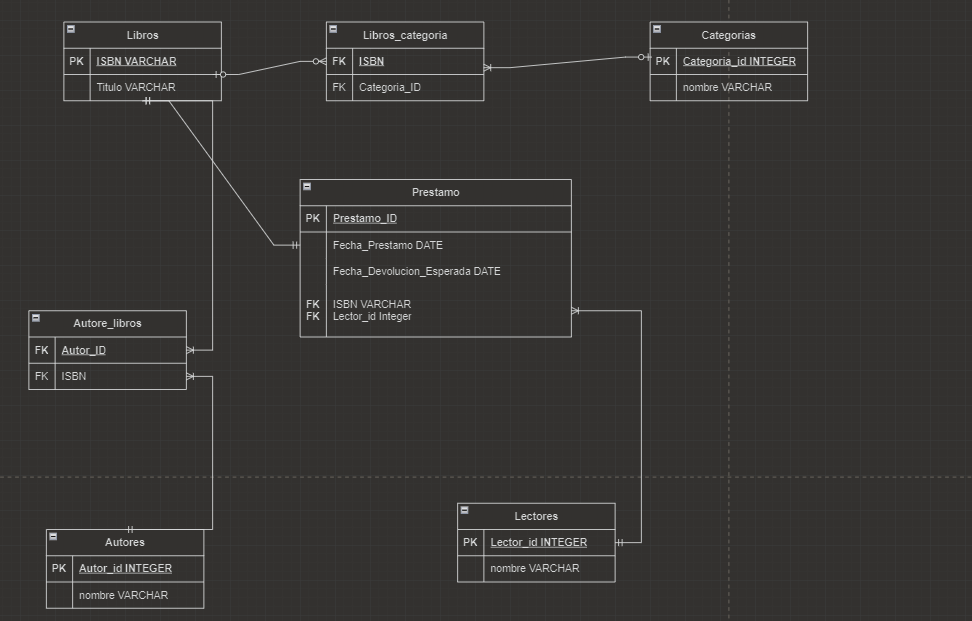 Libros
PK ISBN VARCHAR
Titulo VARCHAR
Libros_categoria
FK ISBN
FK Categoria_ID
Categorias
PK Categoria_id INTEGER
nombre VARCHAR
Prestamo
PK Prestamo_ID
Fecha_Prestamo DATE
Fecha_Devolucion_Esperada DATE
FK ISBN VARCHAR
FK Lector_id Integer
Autore_libros
FK Autor_ID
FK ISBN
Lectores
PK Lector_id INTEGER
nombre VARCHAR
Autores
PK Autor_id INTEGER
nombre VARCHAR